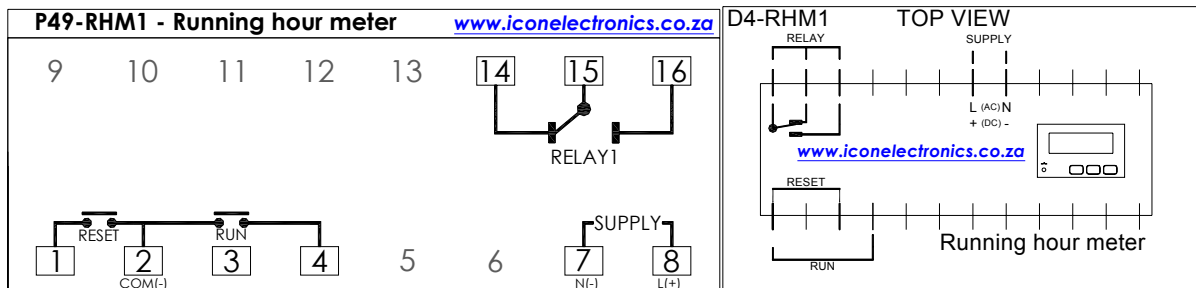 P49-RHM1 - Running hour meter www.iconelectronics.co.za
9 10 11 12 13 14 15 16
RELAY1
RESET RUN SUPPLY
1 2 3 4 5 6 7 8
COM(-) N(-) L(+)
D4-RHM1 TOP VIEW
RELAY SUPPLY
L (AC) N
+ (DC) -
www.iconelectronics.co.za
RESET
Running hour meter
RUN